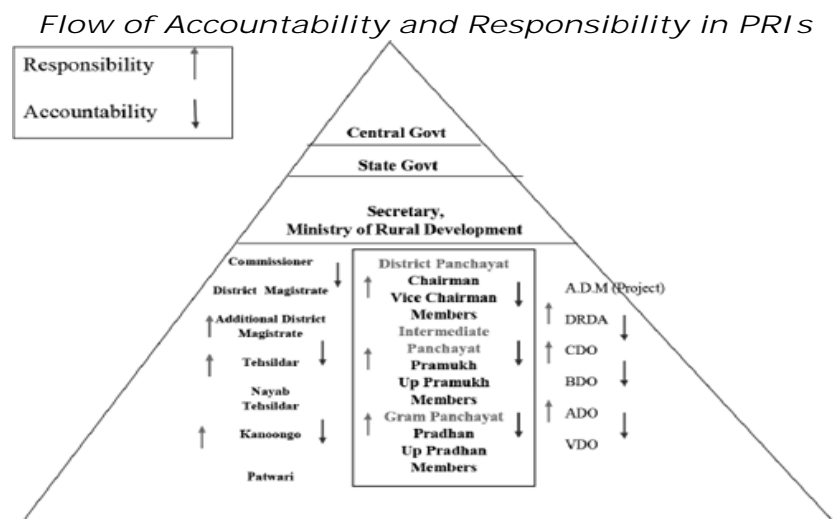 Flow of Accountability and Responsibility in PRIs
Responsibility
Accountability
Central Govt
State Govt
Secretary,
Ministry of Rural Development
Commissioner
District Magistrate
Additional District
Magistrate
Tehsildar
Nayab
Tehsildar
Kanoongo
Patwari
District Panchayat
Chairman
Vice Chairman
Members
Intermediate
Panchayat
Pramukh
Up Pramukh
Members
Gram Panchayat
Pradhan
Up Pradhan
Members
A.D.M (Project)
DRDA
CDO
BDO
ADO
VDO